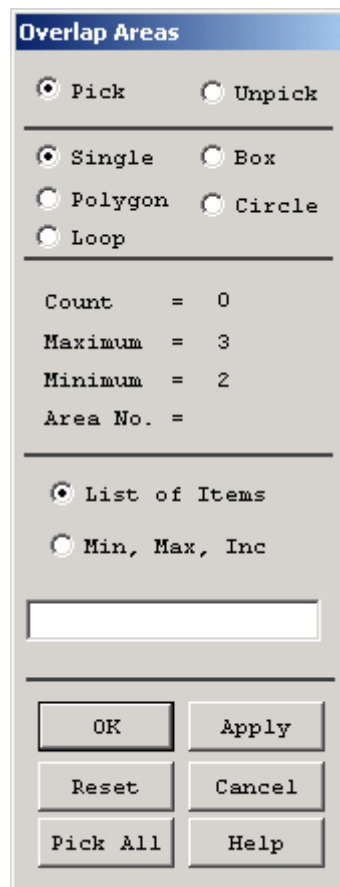 Overlap Areas
Pick Unpick
Single Box
Polygon Circle
Loop
Count = 0
Maximum = 3
Minimum = 2
Area No. =
List of Items
Min, Max, Inc
OK Apply
Reset Cancel
Pick All Help